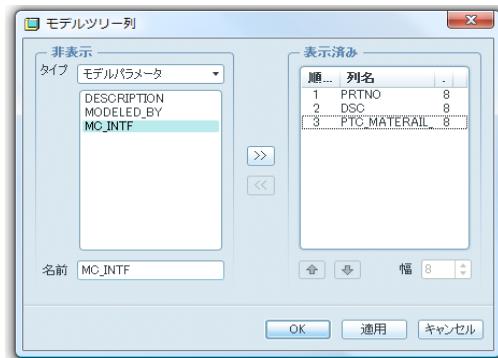 モデルツリー列
非表示
タイプ モデルパラメータ
DESCRIPTION
MODELED_BY
MC_INTF
名前 MC_INTF
>>
<<
表示済み
順... 列名 .
1 PRTNO 8
2 DSC 8
3 PTC_MATERAIL_ 8
幅 8
OK 適用 キャンセル